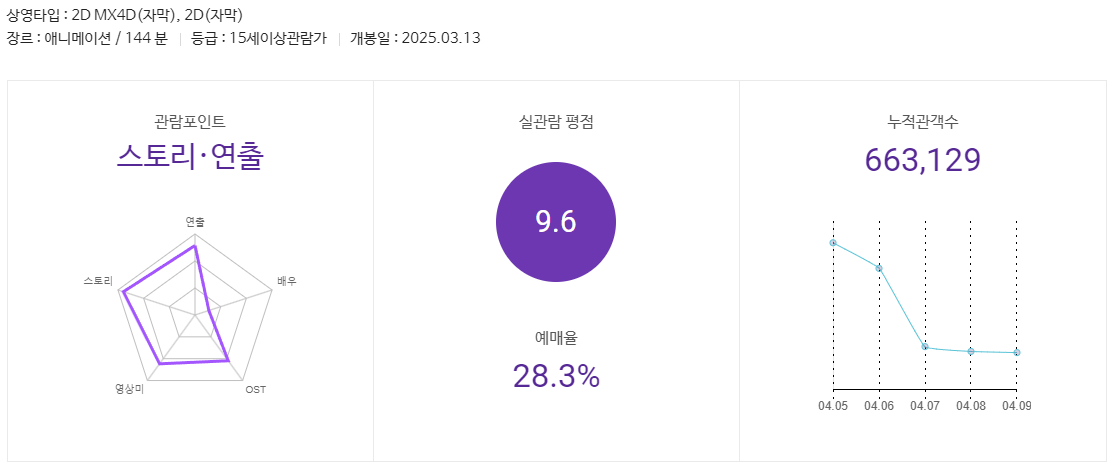 상영타입 : 2D MX4D(자막), 2D(자막)
장르 : 애니메이션 / 144 분 | 등급 : 15세이상관람가 | 개봉일 : 2025.03.13
관람포인트
스토리·연출
연출
배우
OST
영상미
스토리
실관람 평점
9.6
예매율
28.3%
누적관객수
663,129
04.05 04.06 04.07 04.08 04.09